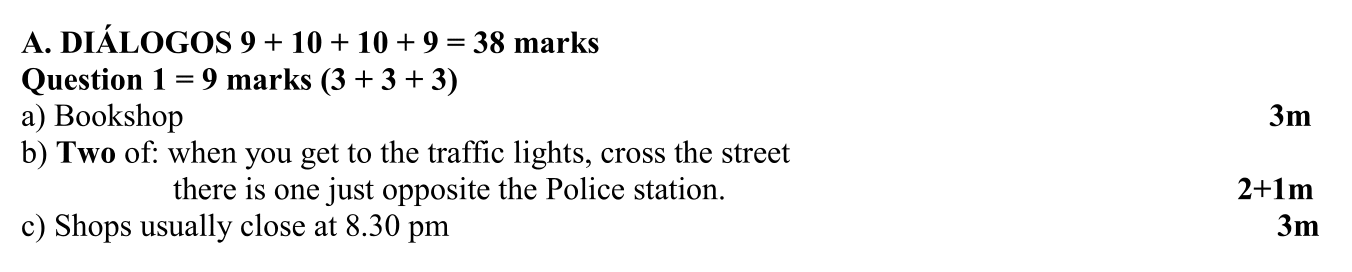 A. DIÁLOGOS 9 + 10 + 10 + 9 = 38 marks
Question 1 = 9 marks (3 + 3 + 3)
a) Bookshop 3m
b) Two of: when you get to the traffic lights, cross the street
there is one just opposite the Police station. 2+1m
c) Shops usually close at 8.30 pm 3m